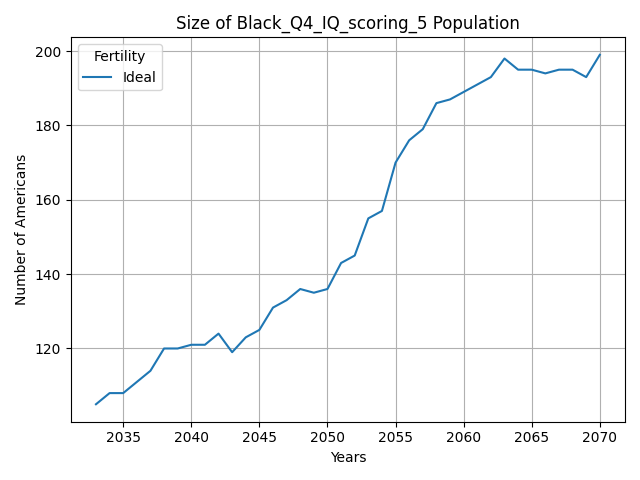 Size of Black_Q4_IQ_scoring_5 Population
Fertility
Ideal
Number of Americans
200
180
160
140
120
2035 2040 2045 2050 2055 2060 2065 2070
Years